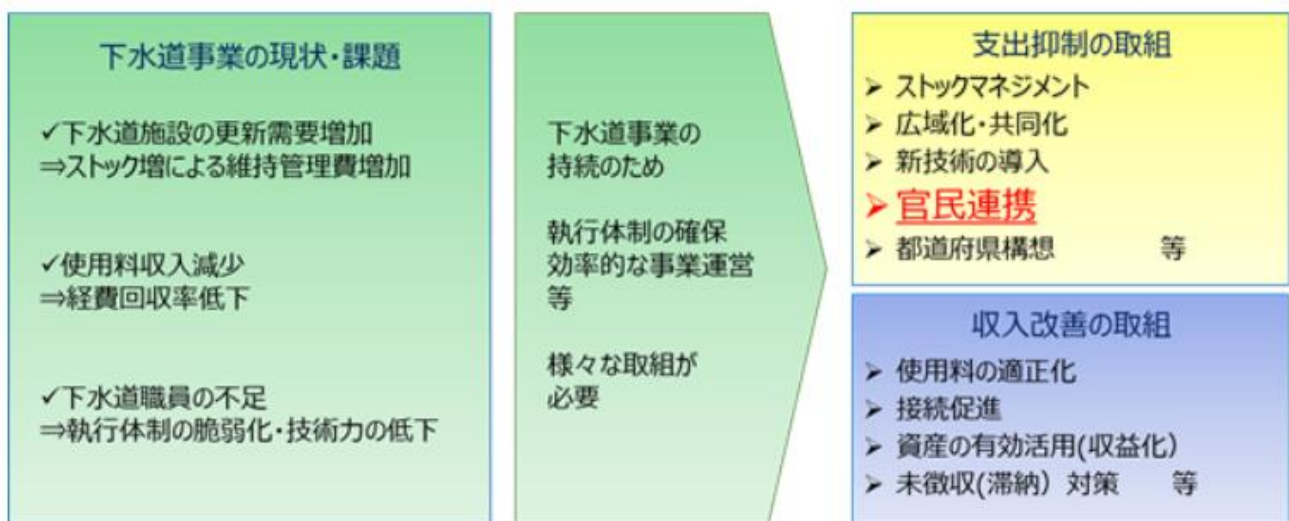 下水道事業の現状・課題
✓下水道施設の更新需要増加
⇒ストック増による維持管理費増加
✓使用料収入減少
⇒経費回収率低下
✓下水道職員の不足
⇒執行体制の脆弱化・技術力の低下
下水道事業の
持続のため
執行体制の確保
効率的な事業運営
等
様々な取組が
必要
支出抑制の取組
➢ ストックマネジメント
➢ 広域化・共同化
➢ 新技術の導入
➢ 官民連携
➢ 都道府県構想 等
収入改善の取組
➢ 使用料の適正化
➢ 接続促進
➢ 資産の有効活用(収益化)
➢ 未徴収(滞納）対策 等